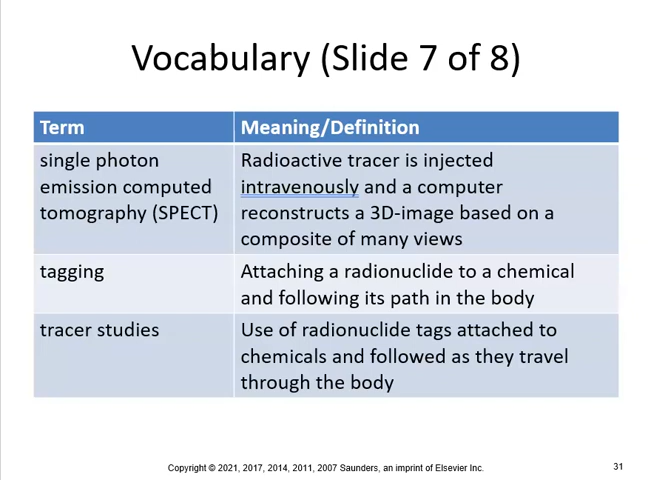 Vocabulary (Slide 7 of 8)
Term
Meaning/Definition
single photon
emission computed
tomography (SPECT)
Radioactive tracer is injected
intravenously and a computer
reconstructs a 3D-image based on a
composite of many views
tagging
Attaching a radionuclide to a chemical
and following its path in the body
tracer studies
Use of radionuclide tags attached to
chemicals and followed as they travel
through the body
Copyright © 2021, 2017, 2014, 2011, 2007 Saunders, an imprint of Elsevier Inc.
31